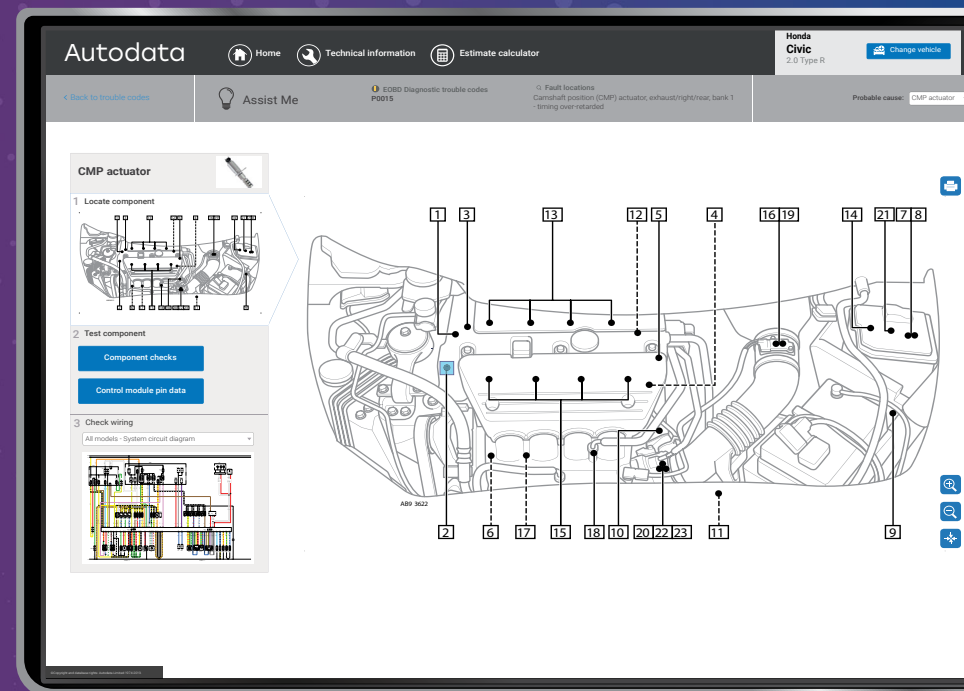 Autodata
Home
Technical information
Estimate calculator
Honda
Civic
2.0 Type R
Change vehicle
< Back to trouble codes
Assist Me
EOBD Diagnostic trouble codes
P0015
Fault locations
Camshaft position (CMP) actuator, exhaust/right/rear, bank 1
- timing over-retarded
Probable cause:
CMP actuator
CMP actuator
1 Locate component
2 Test component
Component checks
Control module pin data
3 Check wiring
All models - System circuit diagram
1 3 13 12 5 4 16 19 14 21 7 8
AB9 3622
2 6 17 15 18 10 20 22 23 11 9